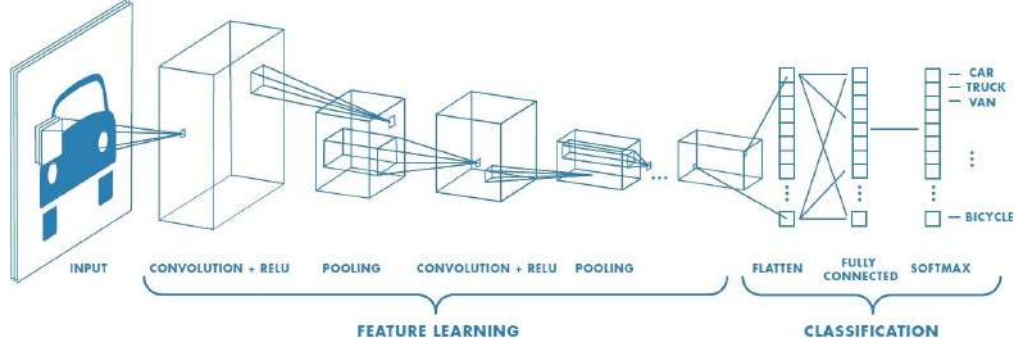 CAR
TRUCK
VAN
BICYCLE
INPUT
CONVOLUTION + RELU
POOLING
CONVOLUTION + RELU
POOLING
FLATTEN
FULLY
CONNECTED
SOFTMAX
FEATURE LEARNING
CLASSIFICATION